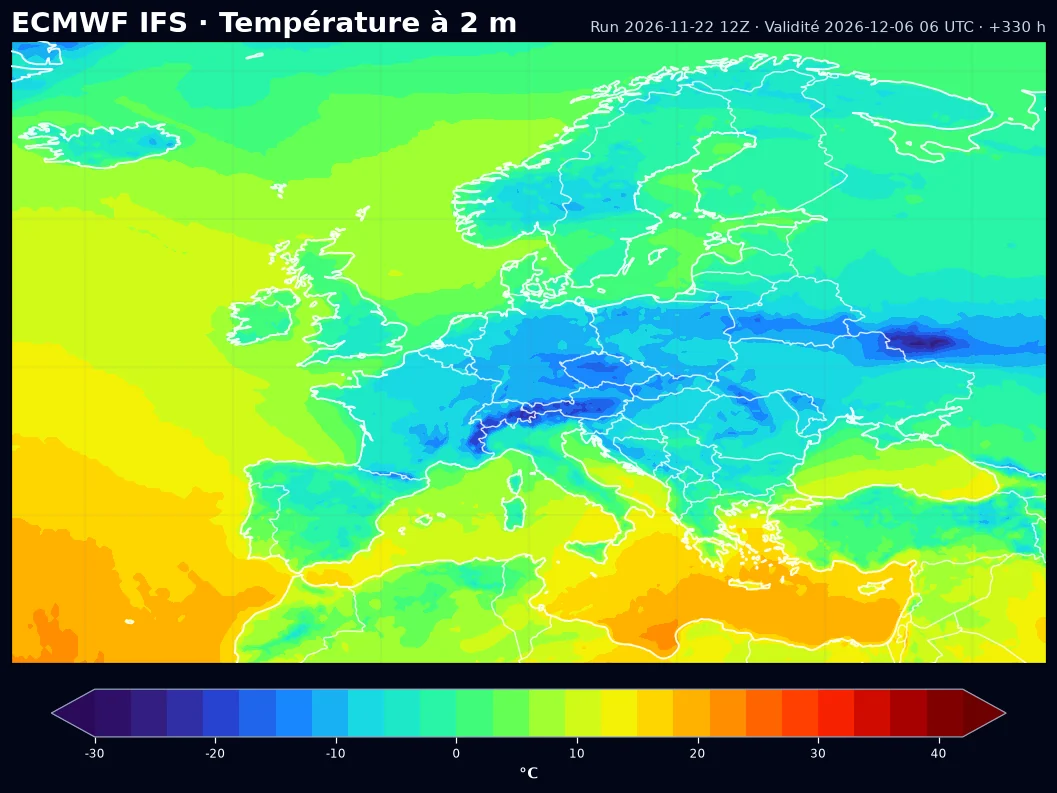 ECMWF IFS · Température à 2 m
Run 2026-11-22 12Z · Validité 2026-12-06 06 UTC · +330 h
-30 -20 -10 0 10 20 30 40
°C